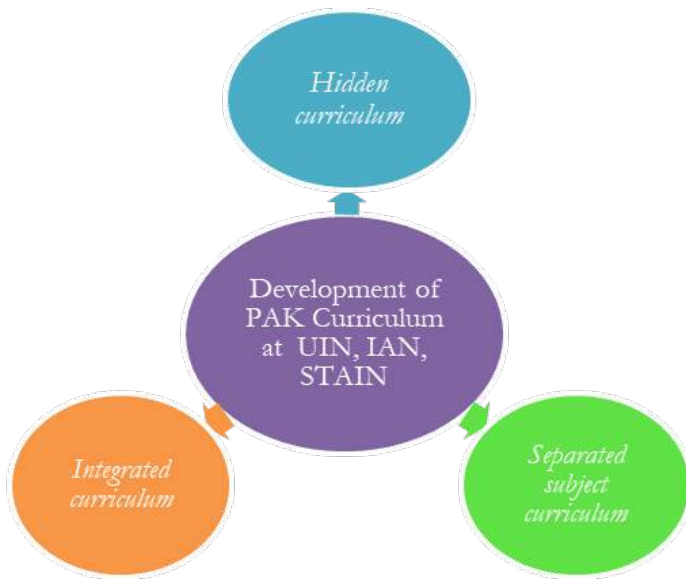 Hidden
curriculum
Development of
PAK Curriculum
at UIN, IAN,
STAIN
Integrated
curriculum
Separated
subject
curriculum